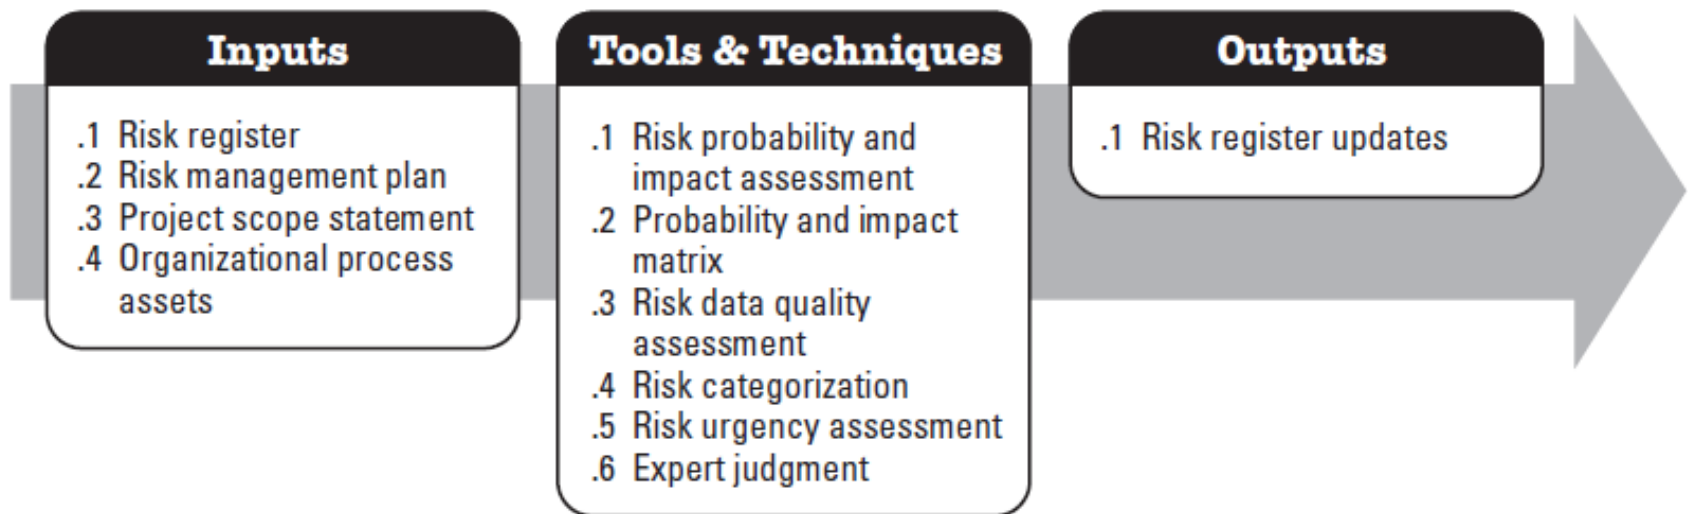 Inputs
.1 Risk register
.2 Risk management plan
.3 Project scope statement
.4 Organizational process
assets
Tools & Techniques
.1 Risk probability and
impact assessment
.2 Probability and impact
matrix
.3 Risk data quality
assessment
.4 Risk categorization
.5 Risk urgency assessment
.6 Expert judgment
Outputs
.1 Risk register updates